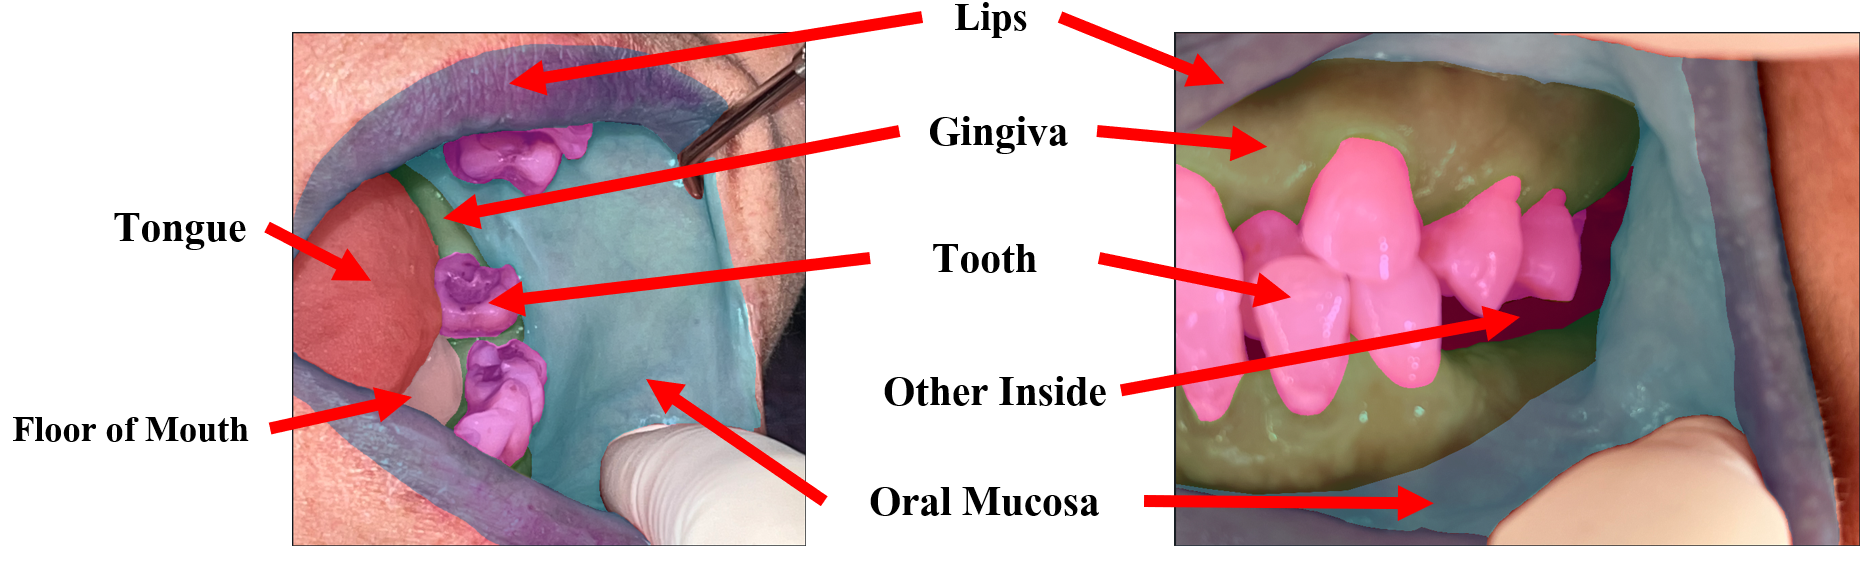 Lips
Gingiva
Tongue
Tooth
Other Inside
Floor of Mouth
Oral Mucosa